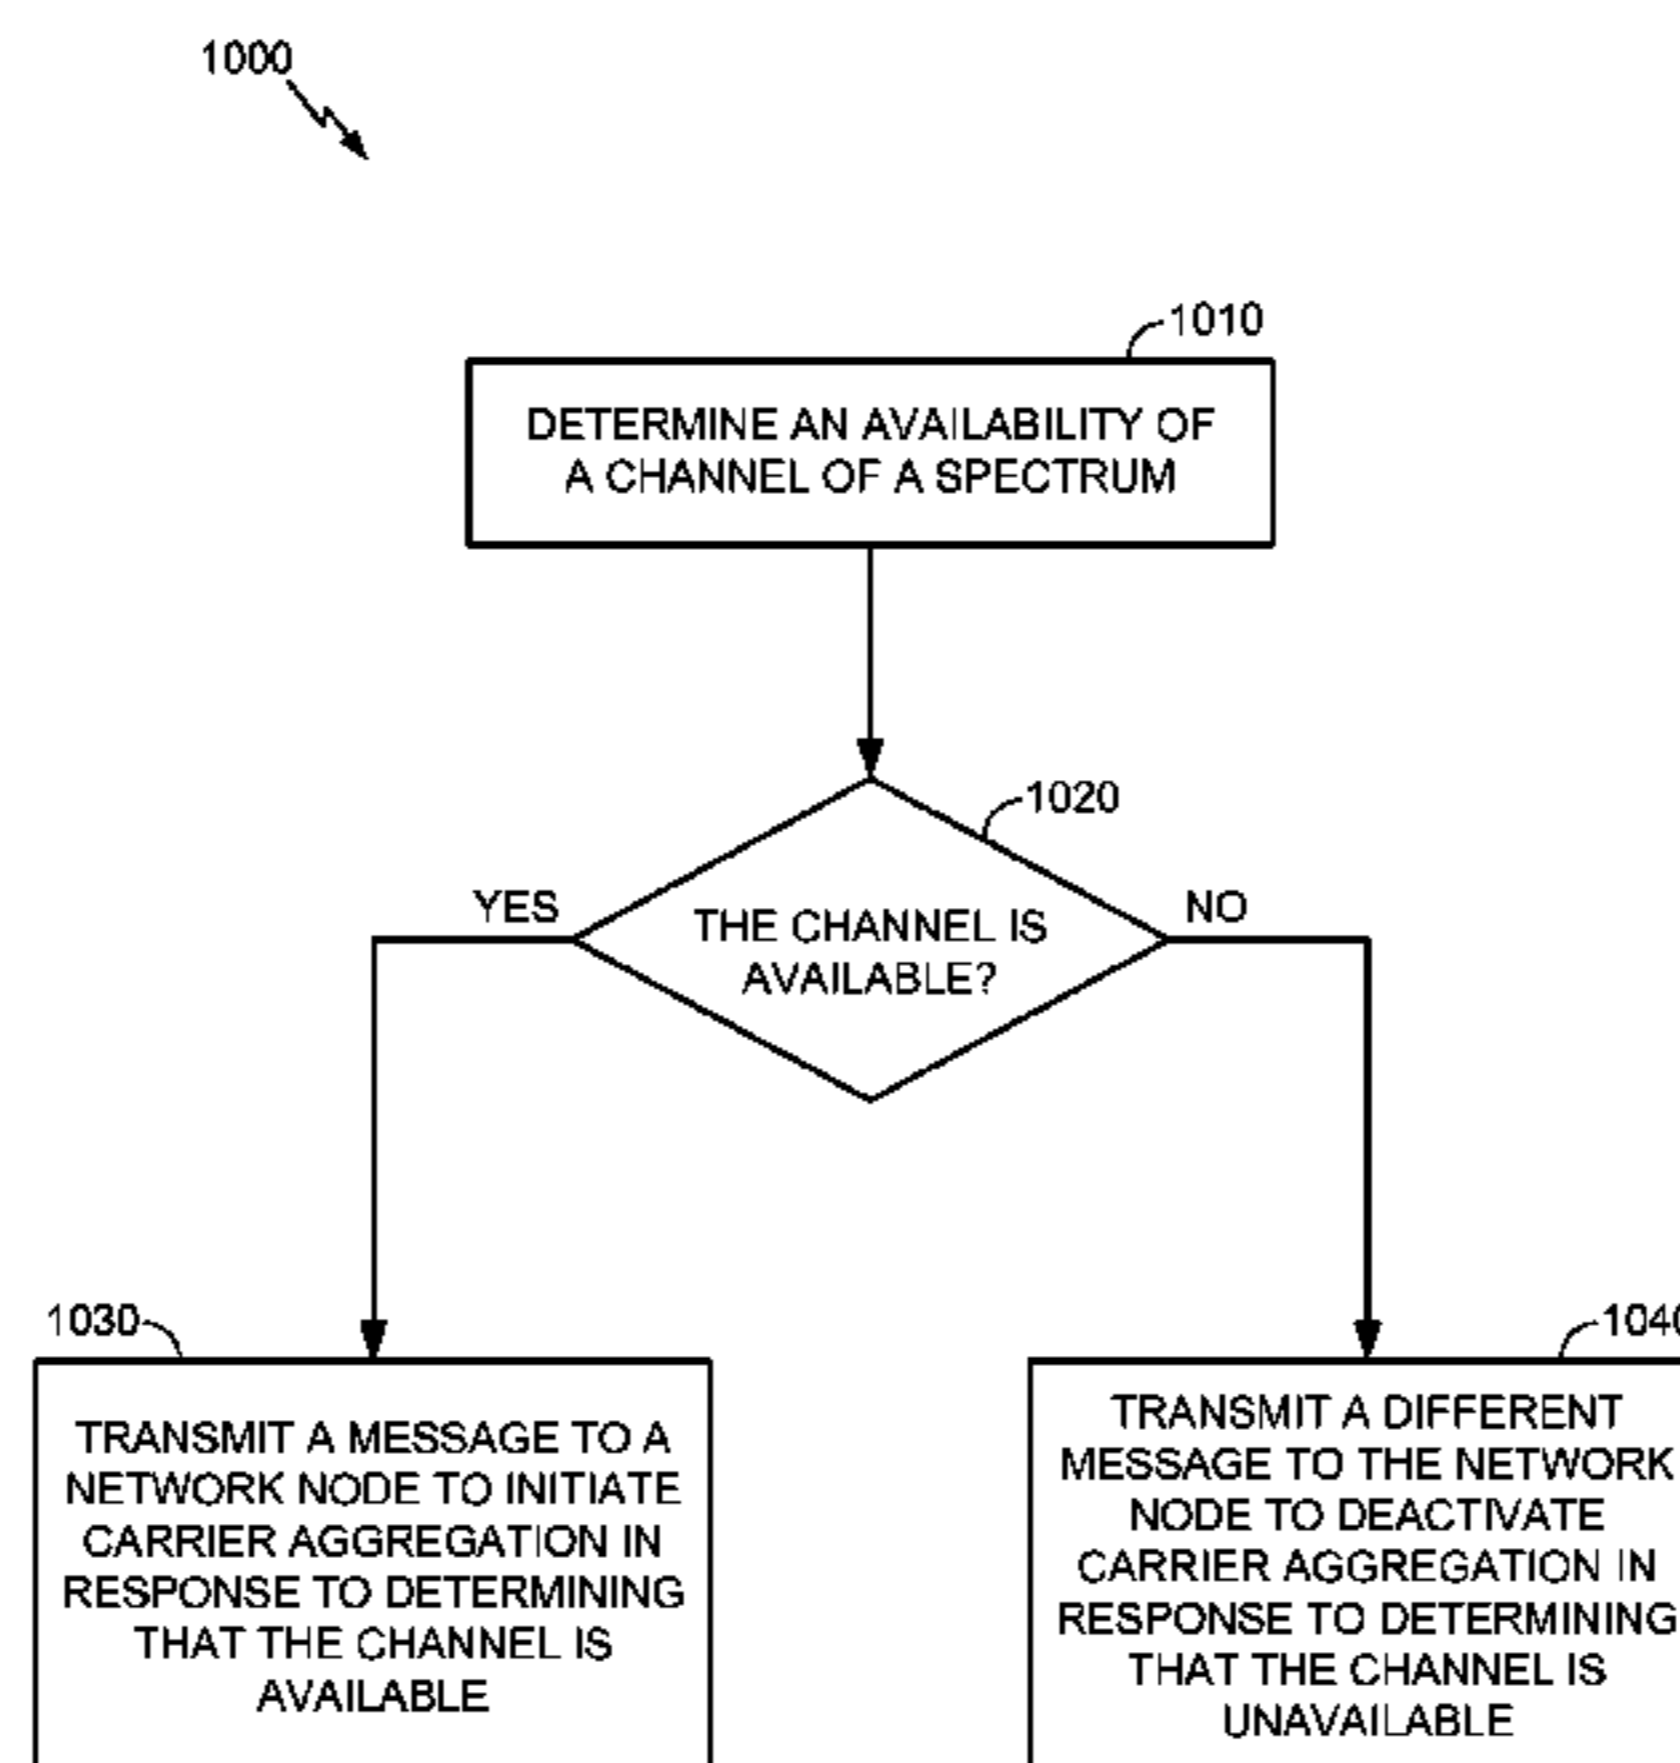 1000
1010
DETERMINE AN AVAILABILITY OF
A CHANNEL OF A SPECTRUM
1020
YES
THE CHANNEL IS
AVAILABLE?
NO
1030
TRANSMIT A MESSAGE TO A
NETWORK NODE TO INITIATE
CARRIER AGGREGATION IN
RESPONSE TO DETERMINING
THAT THE CHANNEL IS
AVAILABLE
1040
TRANSMIT A DIFFERENT
MESSAGE TO THE NETWORK
NODE TO DEACTIVATE
CARRIER AGGREGATION IN
RESPONSE TO DETERMINING
THAT THE CHANNEL IS
UNAVAILABLE